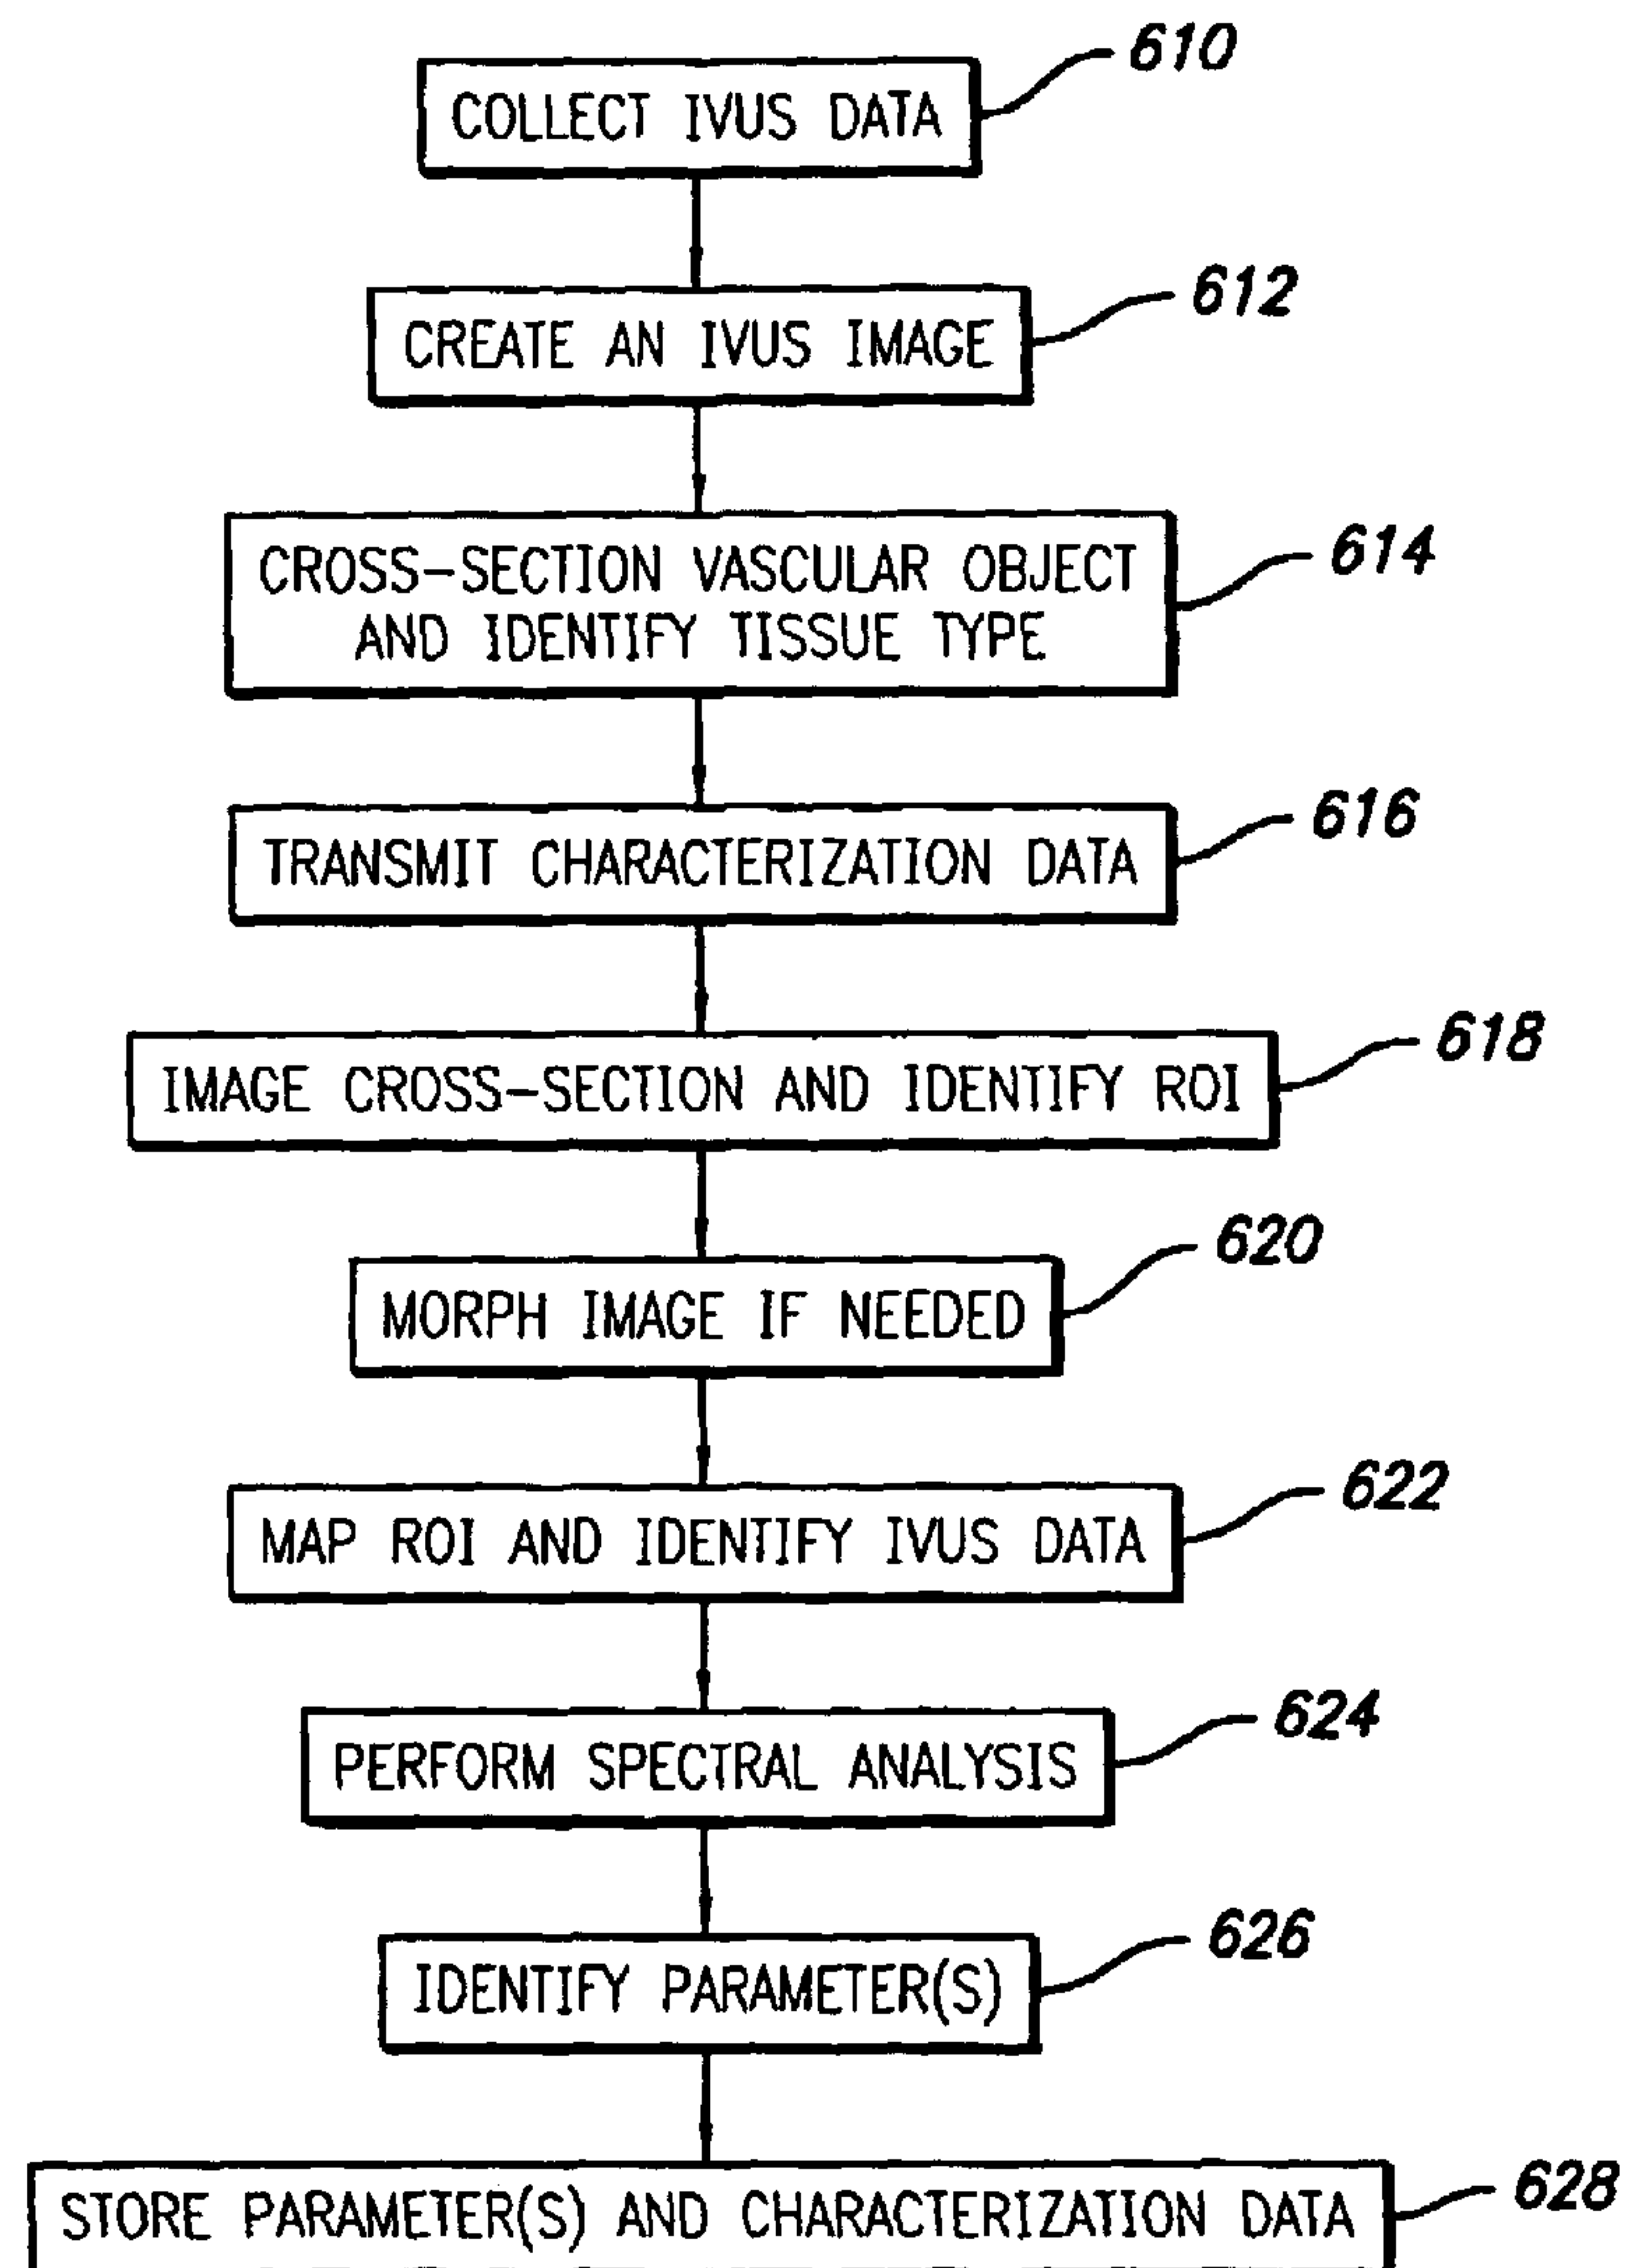 610
COLLECT IVUS DATA
612
CREATE AN IVUS IMAGE
614
CROSS-SECTION VASCULAR OBJECT
AND IDENTIFY TISSUE TYPE
616
TRANSMIT CHARACTERIZATION DATA
618
IMAGE CROSS-SECTION AND IDENTIFY ROI
620
MORPH IMAGE IF NEEDED
622
MAP ROI AND IDENTIFY IVUS DATA
624
PERFORM SPECTRAL ANALYSIS
626
IDENTIFY PARAMETER(S)
628
STORE PARAMETER(S) AND CHARACTERIZATION DATA